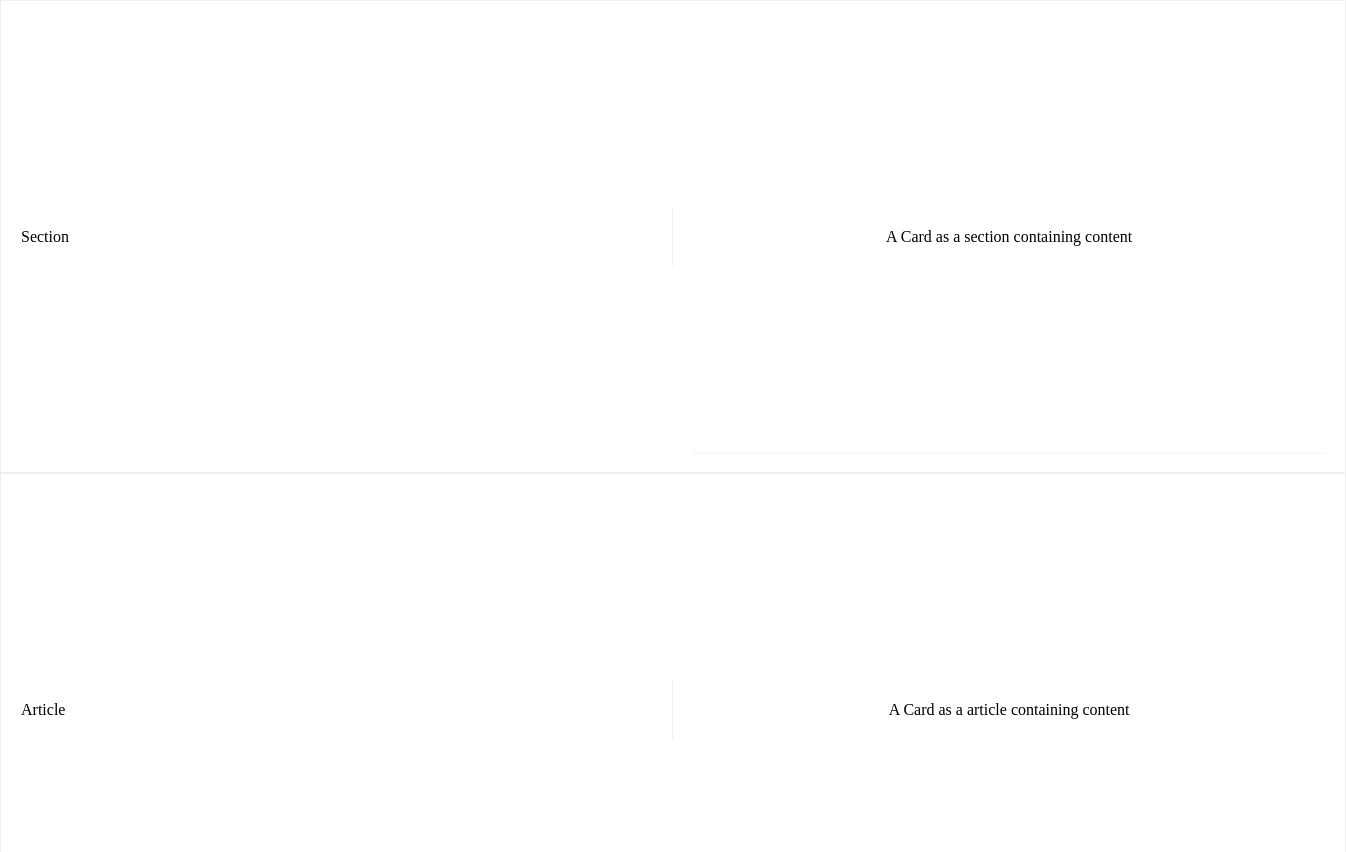 Section
A Card as a section containing content
Article
A Card as a article containing content